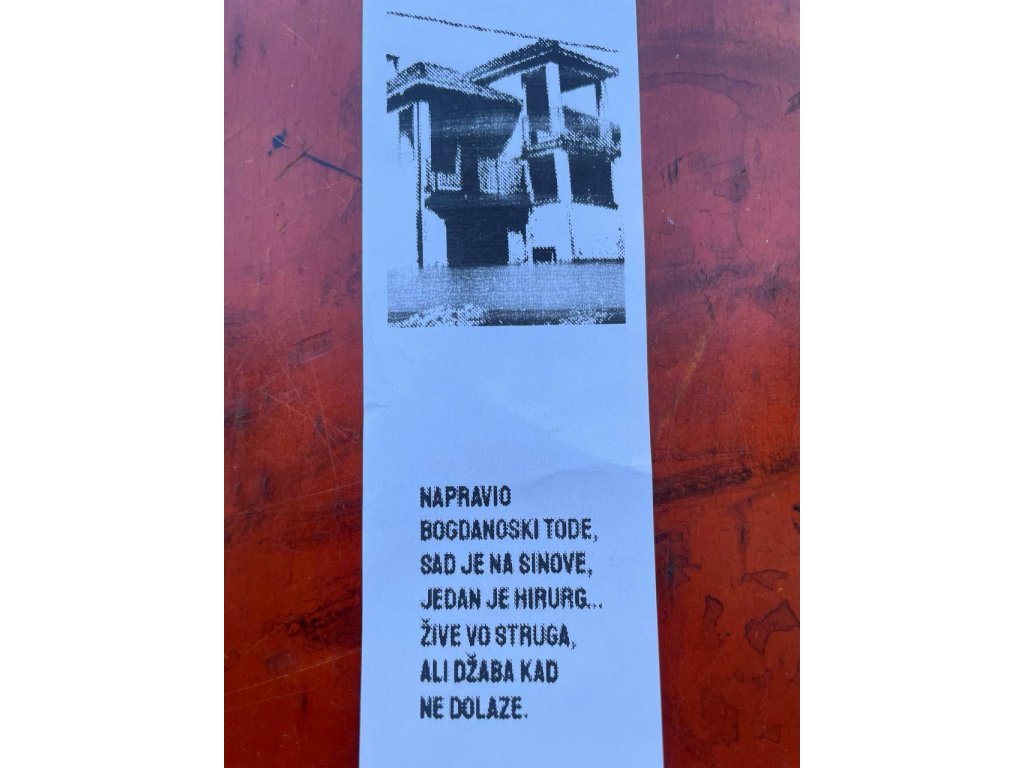 NAPRAVIO
BOGDANOSKI TODE,
SAD JE NA SINOVE,
JEDAN JE HIRURG...
ŽIVE VO STRUGA,
ALI DŽABA KAD
NE DOLAZE.